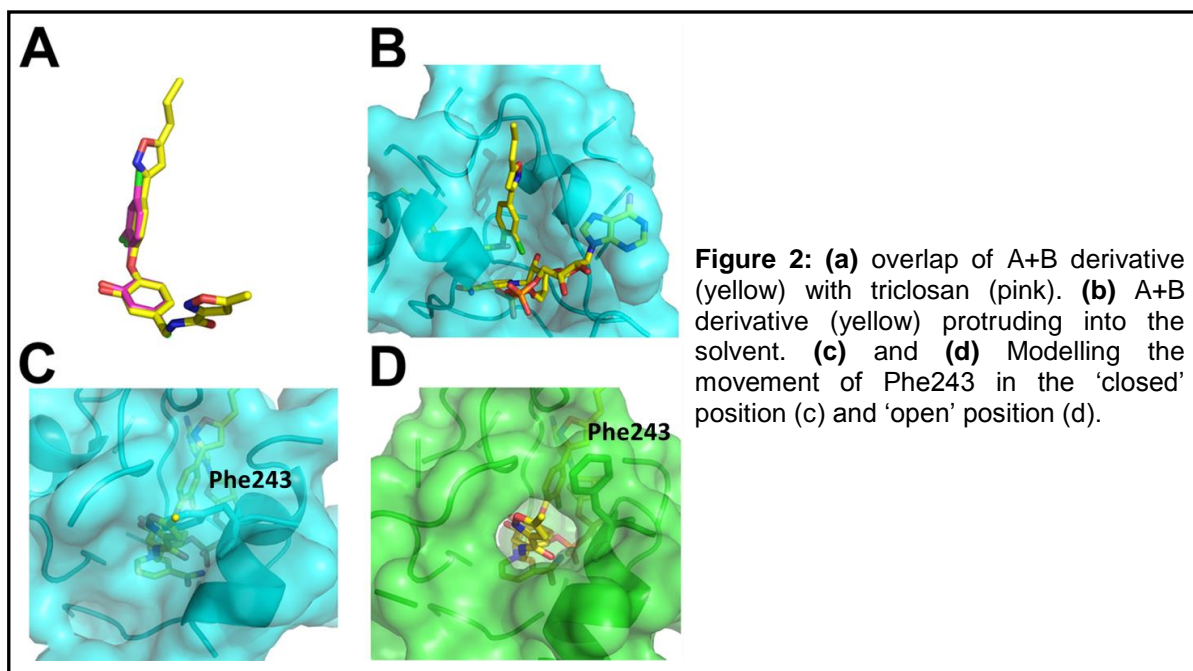 A
B
C
Phe243
D
Phe243
Figure 2: (a) overlap of A+B derivative
(yellow) with triclosan (pink). (b) A+B
derivative (yellow) protruding into the
solvent. (c) and (d) Modelling the
movement of Phe243 in the ‘closed’
position (c) and ‘open’ position (d).